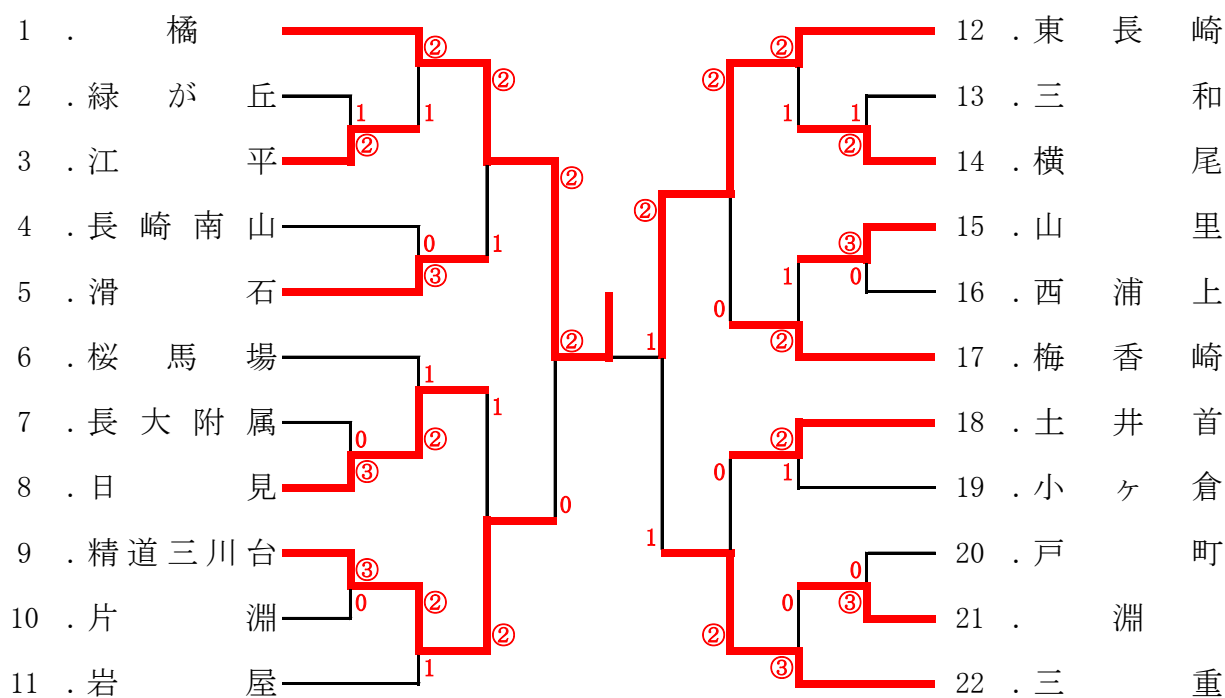 1 . 橘
2 . 緑が丘
3 . 江平
4 . 長崎南山
5 . 滑石
6 . 桜馬場
7 . 長大附属
8 . 日見
9 . 精道三川台
10 . 片淵
11 . 岩屋
② 
1
1
②
②
0
③
1
②
1
0
③
②
1
③
0
②
1
②
0
②
1
②
②
②
1
1
②
③
0
1
②
0
②
1
0
1
0
③
0
③
②
12 . 東長崎
13 . 三和
14 . 横尾
15 . 山里
16 . 西浦上
17 . 梅香崎
18 . 土井首
19 . 小ヶ倉
20 . 戸町
21 . 淵
22 . 三重